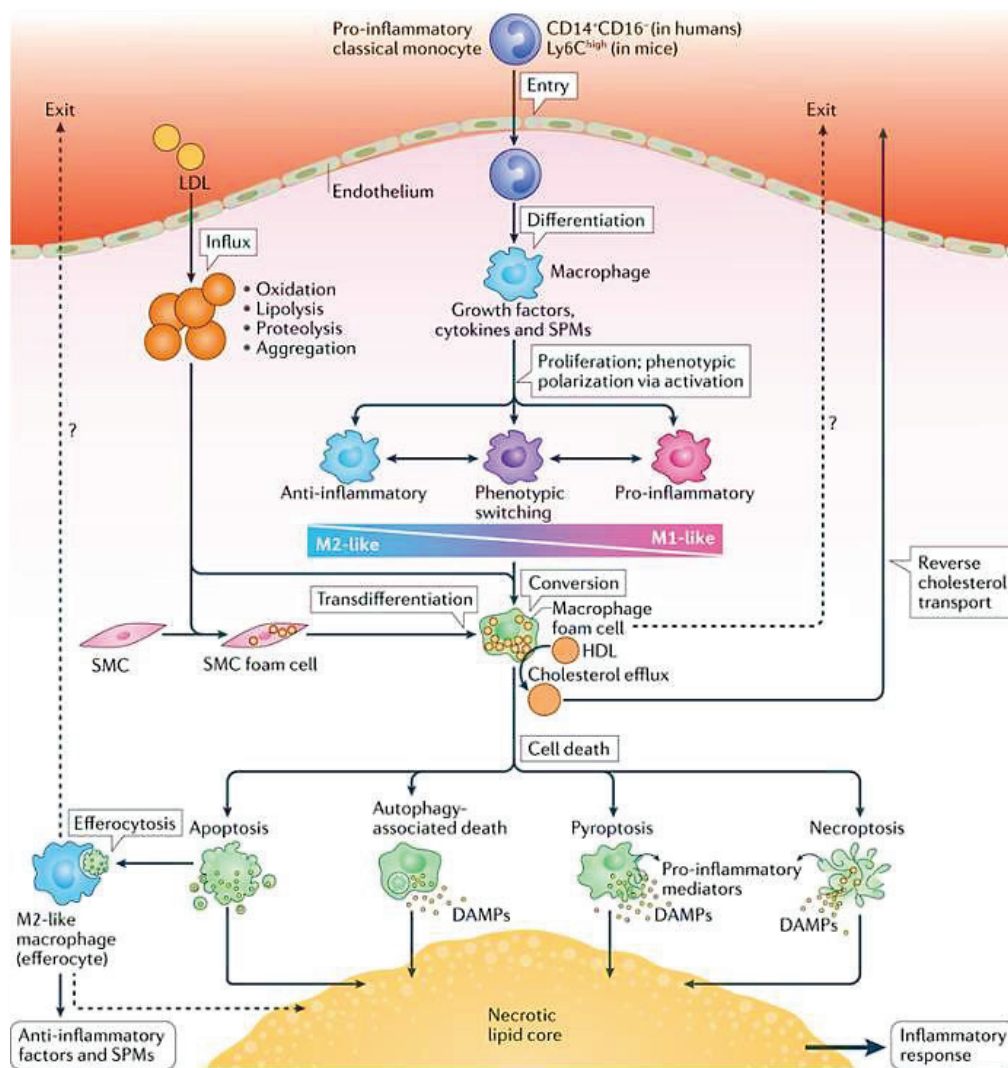 Pro-inflammatory
classical monocyte
CD14⁺CD16⁻ (in humans)
Ly6Cʰⁱᵍʰ (in mice)
Entry
Exit
Exit
LDL
Endothelium
Influx
Differentiation
Macrophage
• Oxidation
• Lipolysis
• Proteolysis
• Aggregation
Growth factors,
cytokines and SPMs
Proliferation; phenotypic
polarization via activation
?
?
Anti-inflammatory
Phenotypic
switching
Pro-inflammatory
M2-like
M1-like
Reverse
cholesterol
transport
Transdifferentiation
Conversion
Macrophage
foam cell
HDL
SMC
SMC foam cell
Cholesterol efflux
Cell death
Efferocytosis
Apoptosis
Autophagy-
associated death
Pyroptosis
Necroptosis
Pro-inflammatory
mediators
DAMPs
DAMPs
DAMPs
M2-like
macrophage
(efferocyte)
Necrotic
lipid core
Anti-inflammatory
factors and SPMs
Inflammatory
response